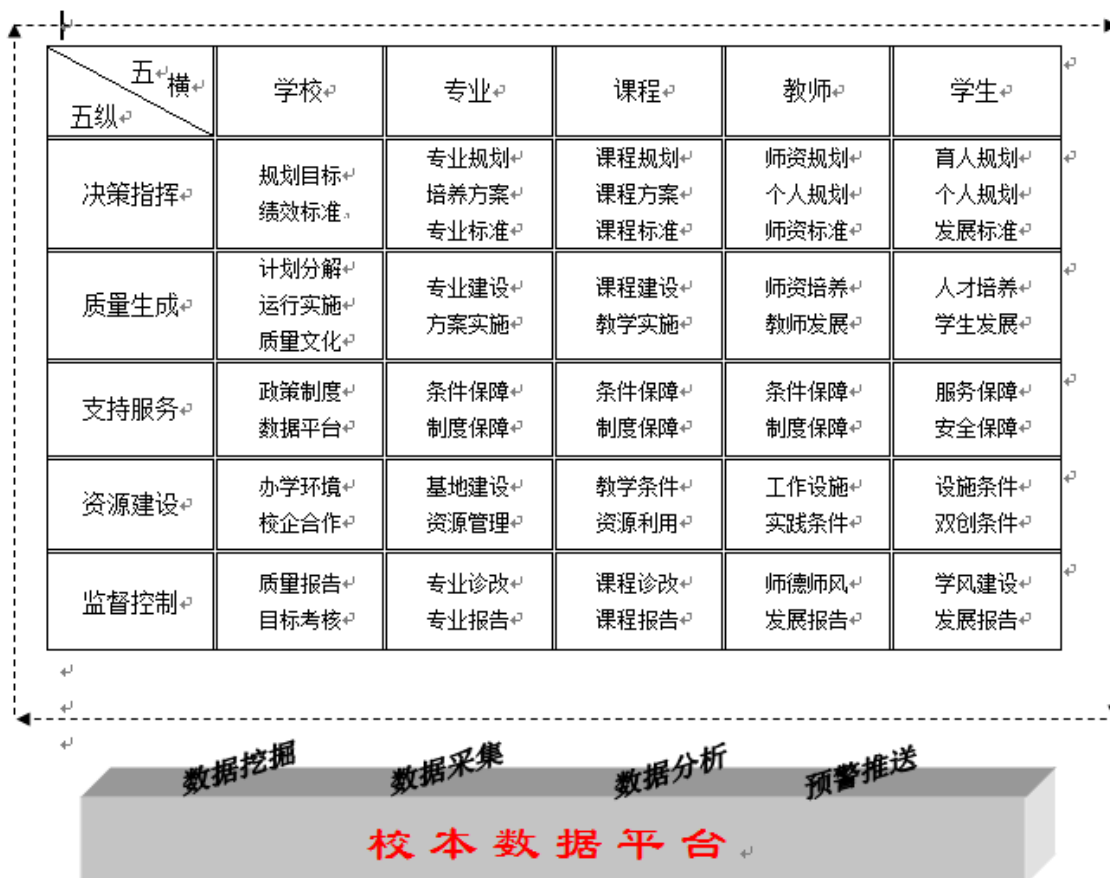 五横
五纵
学校
专业
课程
教师
学生
决策指挥
规划目标
绩效标准
专业规划
培养方案
专业标准
课程规划
课程方案
课程标准
师资规划
个人规划
师资标准
育人规划
个人规划
发展标准
质量生成
计划分解
运行实施
质量文化
专业建设
方案实施
课程建设
教学实施
师资培养
教师发展
人才培养
学生发展
支持服务
政策制度
数据平台
条件保障
制度保障
条件保障
制度保障
条件保障
制度保障
服务保障
安全保障
资源建设
办学环境
校企合作
基地建设
资源管理
教学条件
资源利用
工作设施
实践条件
设施条件
双创条件
监督控制
质量报告
目标考核
专业诊改
专业报告
课程诊改
课程报告
师德师风
发展报告
学风建设
发展报告
数据挖掘
数据采集
数据分析
预警推送
校本数据平台